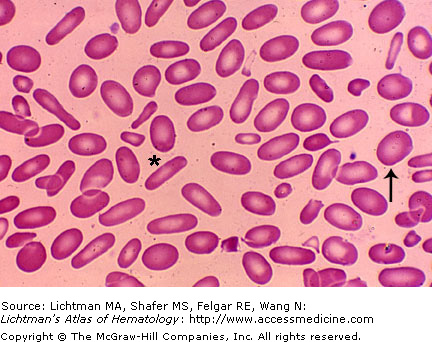 *
Source: Lichtman MA, Shafer MS, Felgar RE, Wang N:
Lichtman's Atlas of Hematology: http://www.accessmedicine.com
Copyright © The McGraw-Hill Companies, Inc. All rights reserved.